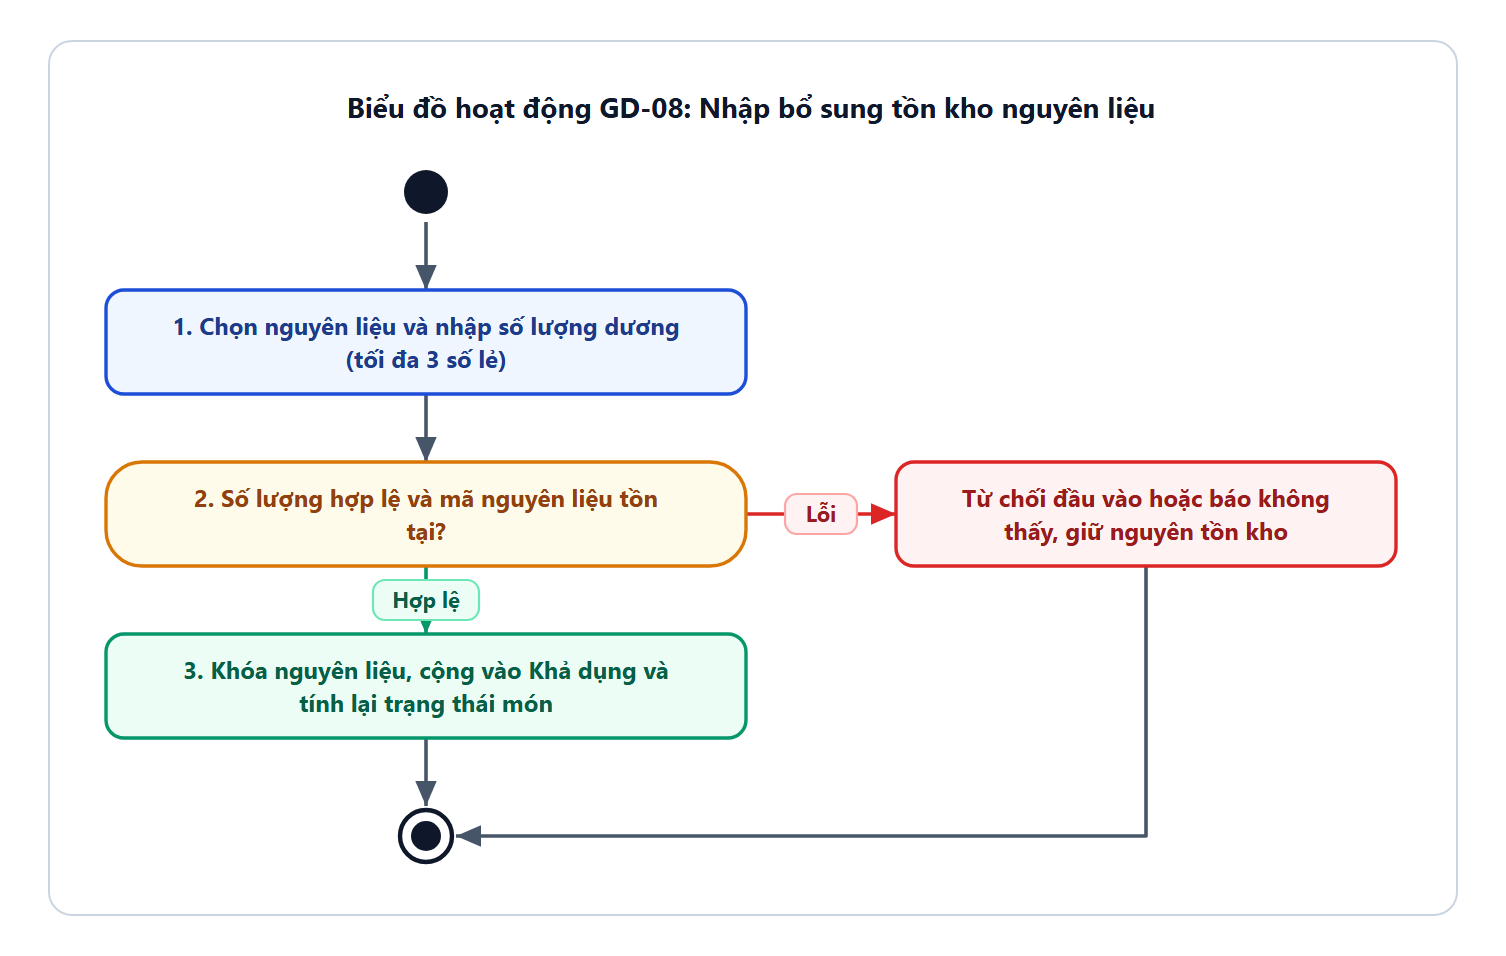 Biểu đồ hoạt động GD-08: Nhập bổ sung tồn kho nguyên liệu
1. Chọn nguyên liệu và nhập số lượng dương
(tối đa 3 số lẻ)
2. Số lượng hợp lệ và mã nguyên liệu tồn
tại?
Lỗi
Từ chối đầu vào hoặc báo không
thấy, giữ nguyên tồn kho
Hợp lệ
3. Khóa nguyên liệu, cộng vào Khả dụng và
tính lại trạng thái món